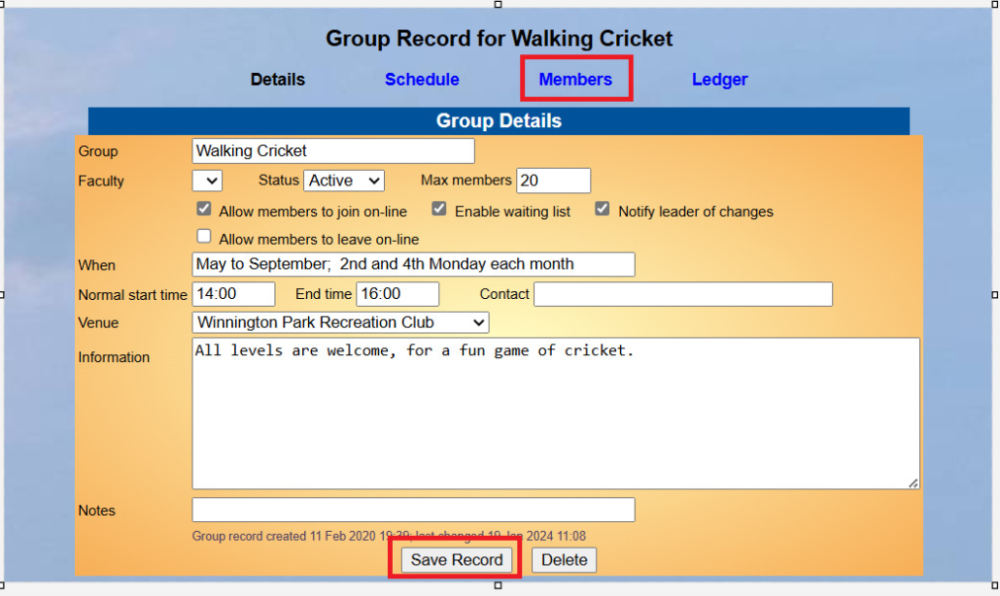 Group Record for Walking Cricket
Details Schedule Members Ledger
Group Details
Group Walking Cricket
Faculty Status Active Max members 20
Allow members to join on-line Enable waiting list Notify leader of changes
Allow members to leave on-line
When May to September; 2nd and 4th Monday each month
Normal start time 14:00 End time 16:00 Contact
Venue Winnington Park Recreation Club
Information All levels are welcome, for a fun game of cricket.
Notes
Group record created 11 Feb 2020 19:39; last changed 19 Jan 2024 11:08
Save Record Delete